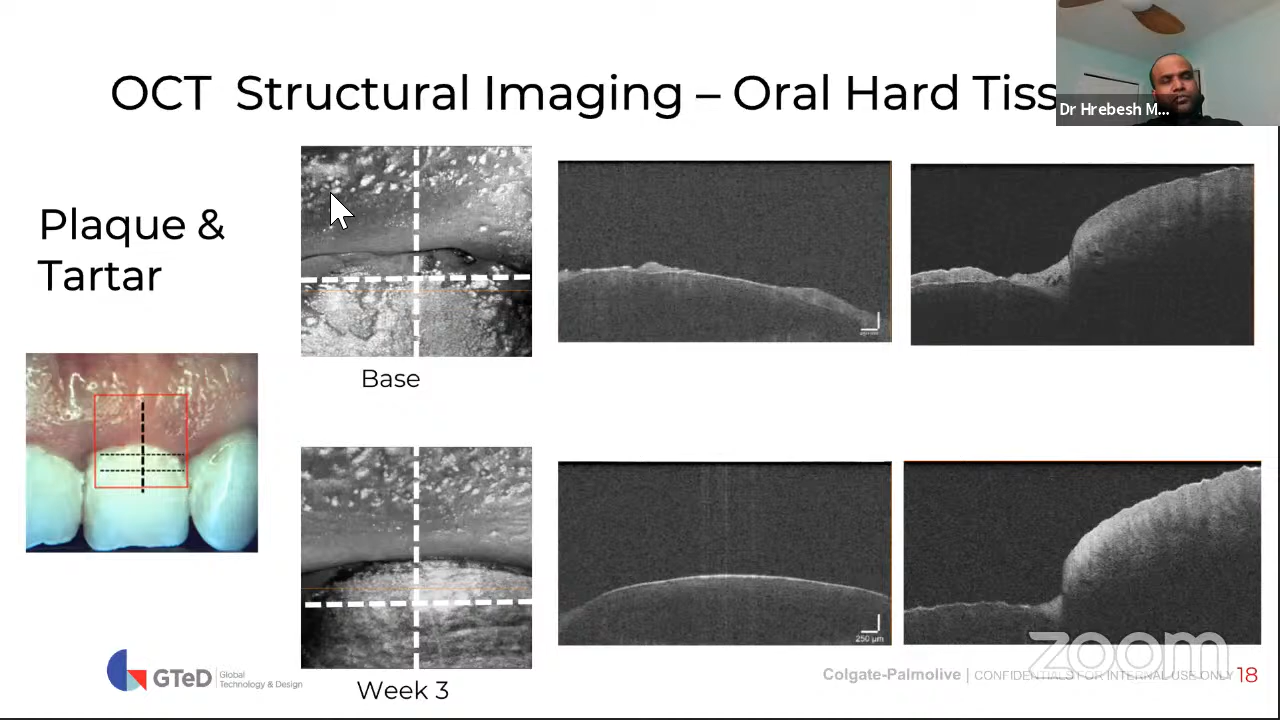 OCT Structural Imaging – Oral Hard Tiss
Dr Hrebesh M...
Plaque &
Tartar
Base
250 µm
Week 3
GTeD
Global
Technology & Design
Colgate-Palmolive | CONFIDENTIALS FOR INTERNAL USE ONLY
18
zoom